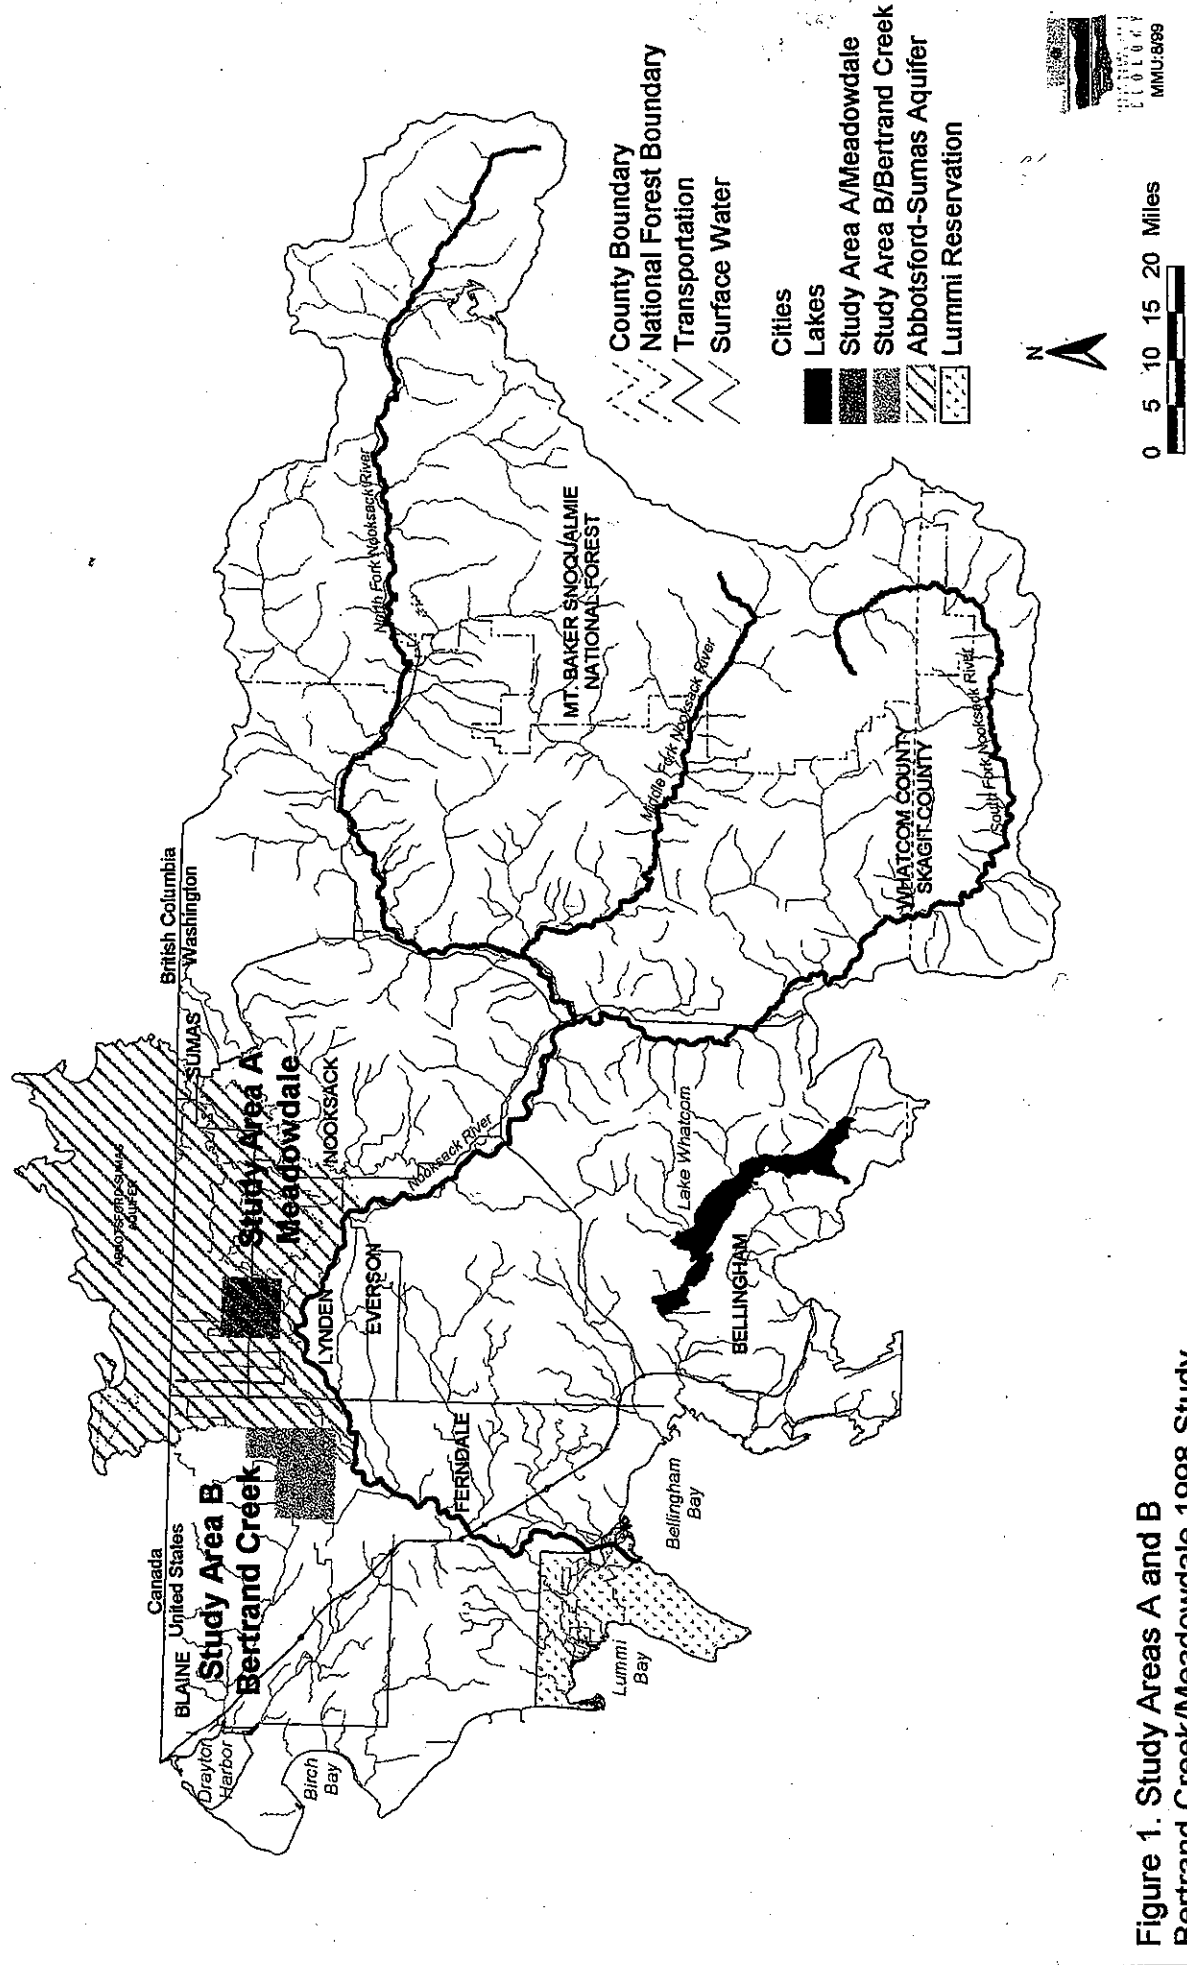 British Columbia
Washington
Canada
United States
BLAINE
SUMAS
Study Area B
Bertrand Creek
Study Area A
Meadowdale
ABBOTSFORD-SUMAS
AQUIFER
NOOKSACK
LYNDEN
EVERSON
FERNDALE
BELLINGHAM
Drayton
Harbor
Birch
Bay
Lummi
Bay
Bellingham
Bay
Lake Whatcom
Nooksack River
North Fork Nooksack River
Middle Fork Nooksack River
South Fork Nooksack River
MT. BAKER SNOQUALMIE
NATIONAL FOREST
WHATCOM COUNTY
SKAGIT COUNTY
County Boundary
National Forest Boundary
Transportation
Surface Water
Cities
Lakes
Study Area A/Meadowdale
Study Area B/Bertrand Creek
Abbotsford-Sumas Aquifer
Lummi Reservation
N
0 5 10 15 20 Miles
ECOLOGY
MMU:8/99
Figure 1. Study Areas A and B
Bertrand Creek/Meadowdale 1998 Study